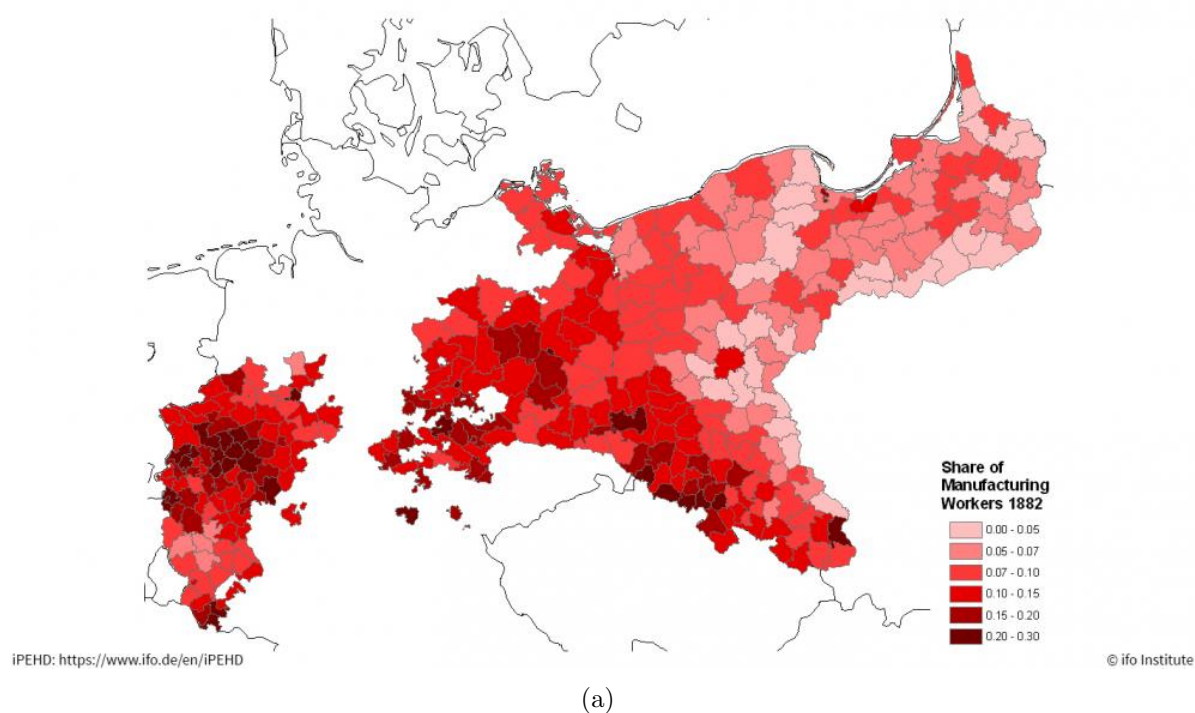 Share of
Manufacturing
Workers 1882
0.00 - 0.05
0.05 - 0.07
0.07 - 0.10
0.10 - 0.15
0.15 - 0.20
0.20 - 0.30
iPEHD: https://www.ifo.de/en/iPEHD
© ifo Institute
(a)